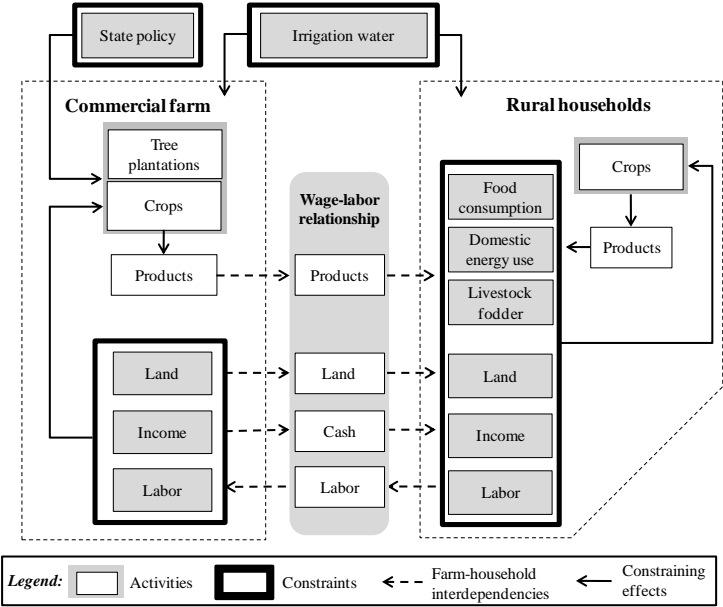 State policy
Irrigation water
Commercial farm
Tree
plantations
Crops
Products
Land
Income
Labor
Wage-labor
relationship
Products
Land
Cash
Labor
Rural households
Food
consumption
Domestic
energy use
Livestock
fodder
Land
Income
Labor
Crops
Products
Legend:
Activities
Constraints
Farm-household
interdependencies
Constraining
effects